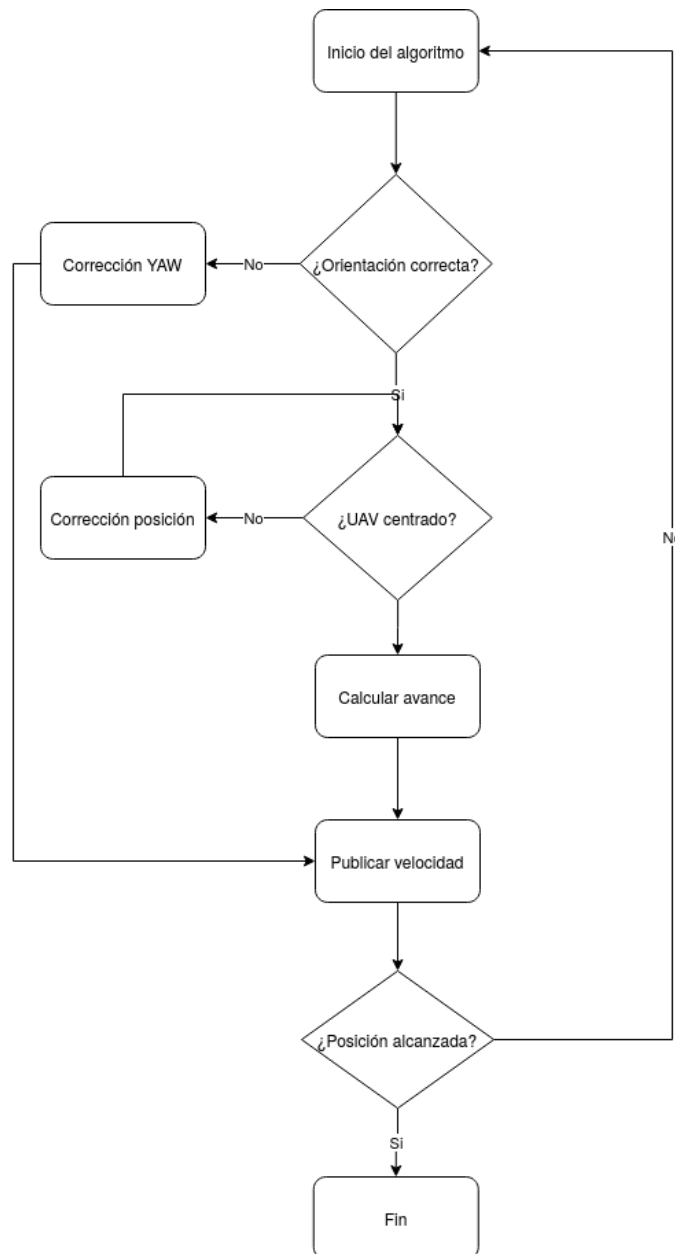 Inicio del algoritmo
¿Orientación correcta?
No
Corrección YAW
Si
¿UAV centrado?
No
Corrección posición
Calcular avance
No
Publicar velocidad
¿Posición alcanzada?
Si
Fin